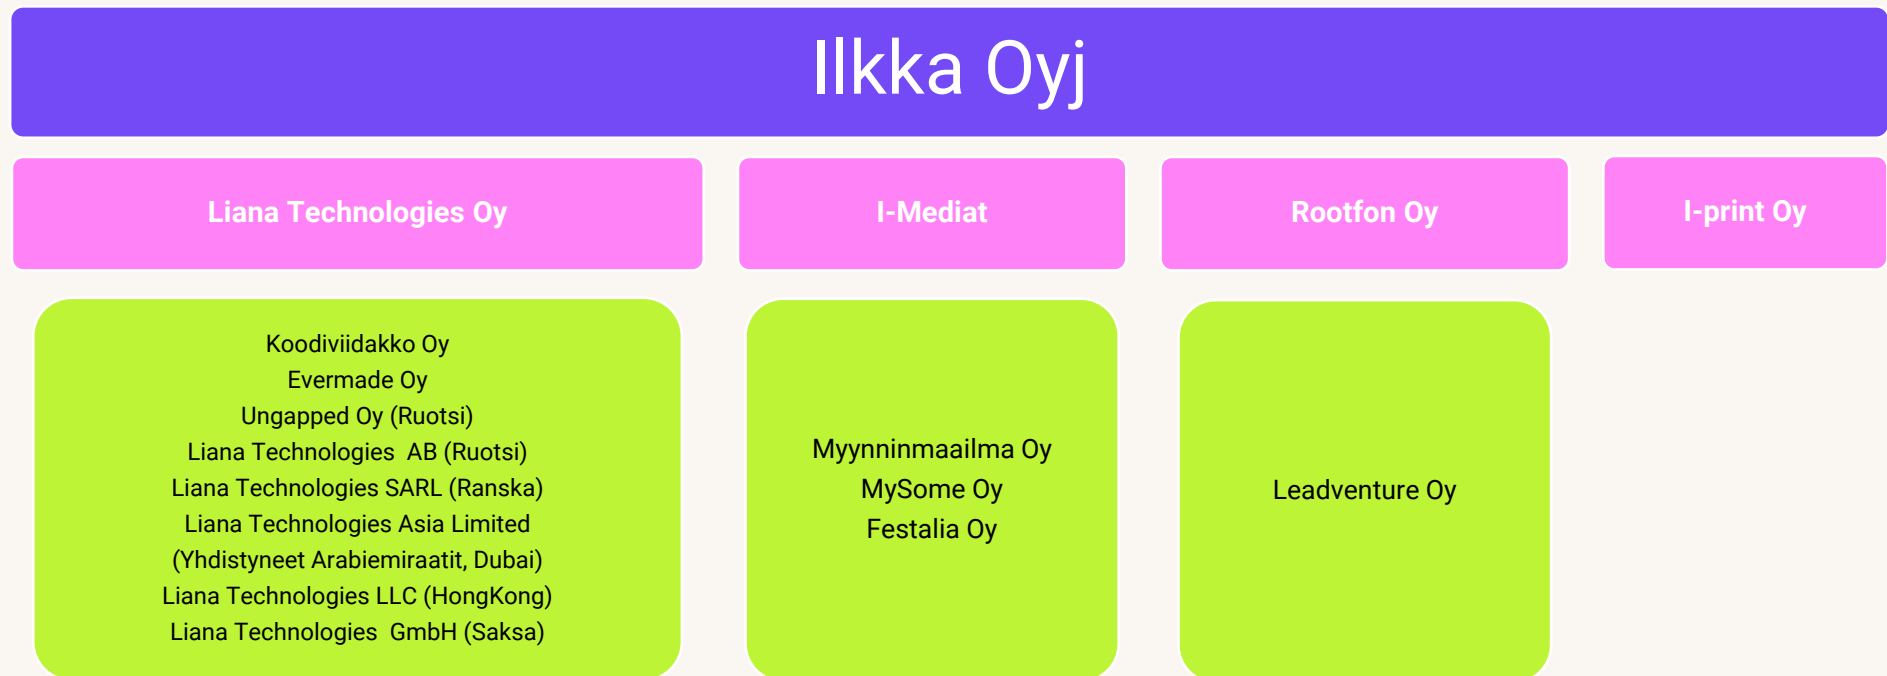 Ilkka Oyj
Liana Technologies Oy
I-Mediat
Rootfon Oy
I-print Oy
Koodiviidakko Oy
Evermade Oy
Ungapped Oy (Ruotsi)
Liana Technologies  AB (Ruotsi)
Liana Technologies SARL (Ranska)
Liana Technologies Asia Limited
(Yhdistyneet Arabiemiraatit, Dubai)
Liana Technologies LLC (HongKong)
Liana Technologies  GmbH (Saksa)
Myynninmaailma Oy
MySome Oy
Festalia Oy
Leadventure Oy